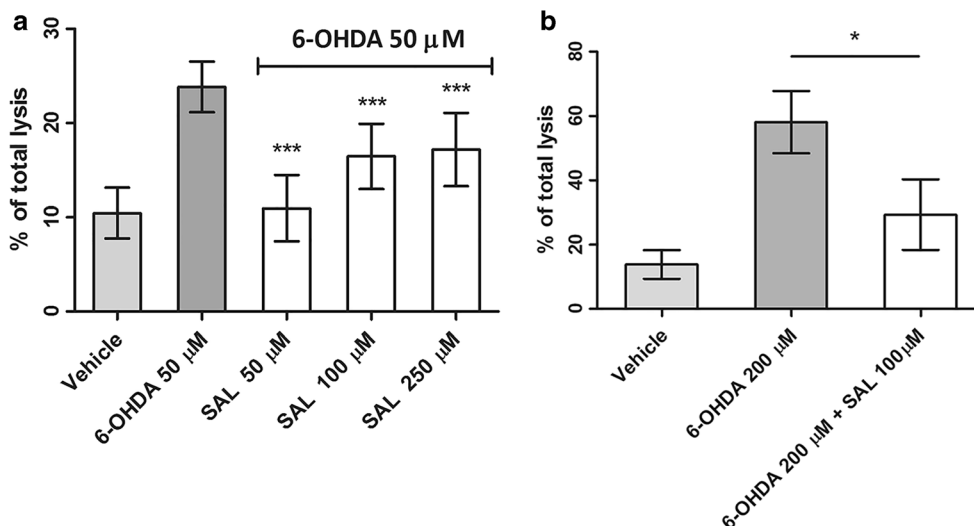 a
6-OHDA 50 μM
% of total lysis
30
20
10
0
***
***
***
Vehicle
6-OHDA 50 μM
SAL 50 μM
SAL 100 μM
SAL 250 μM
b
*
% of total lysis
80
60
40
20
0
Vehicle
6-OHDA 200 μM
6-OHDA 200 μM + SAL 100μM